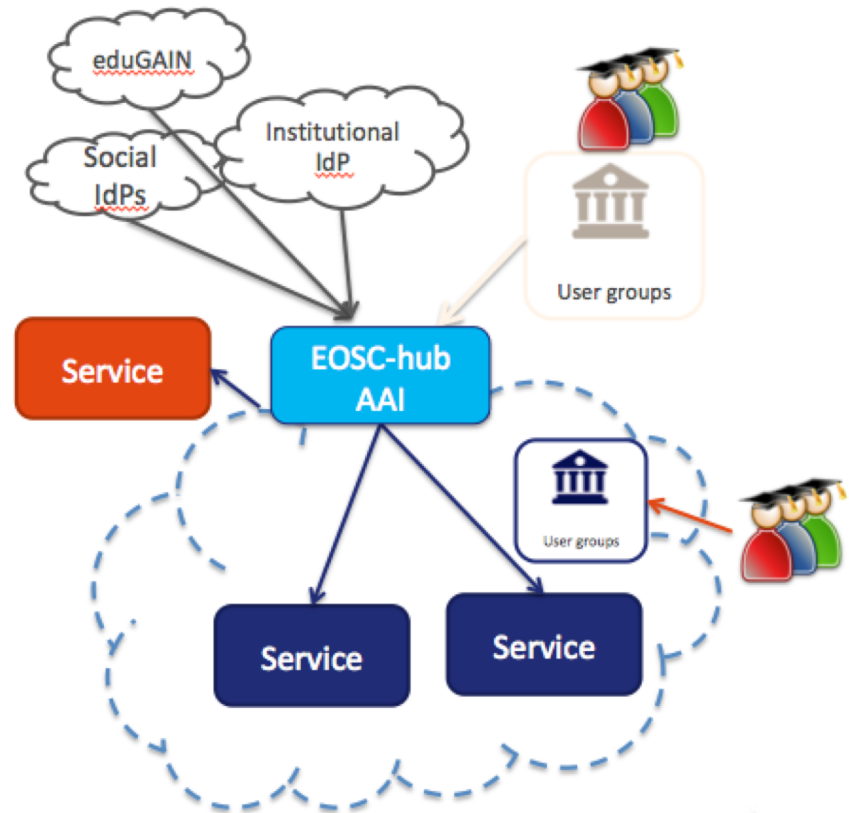 eduGAIN
Institutional
IdP
Social
IdPs
User groups
Service
EOSC-hub
AAI
User groups
Service
Service